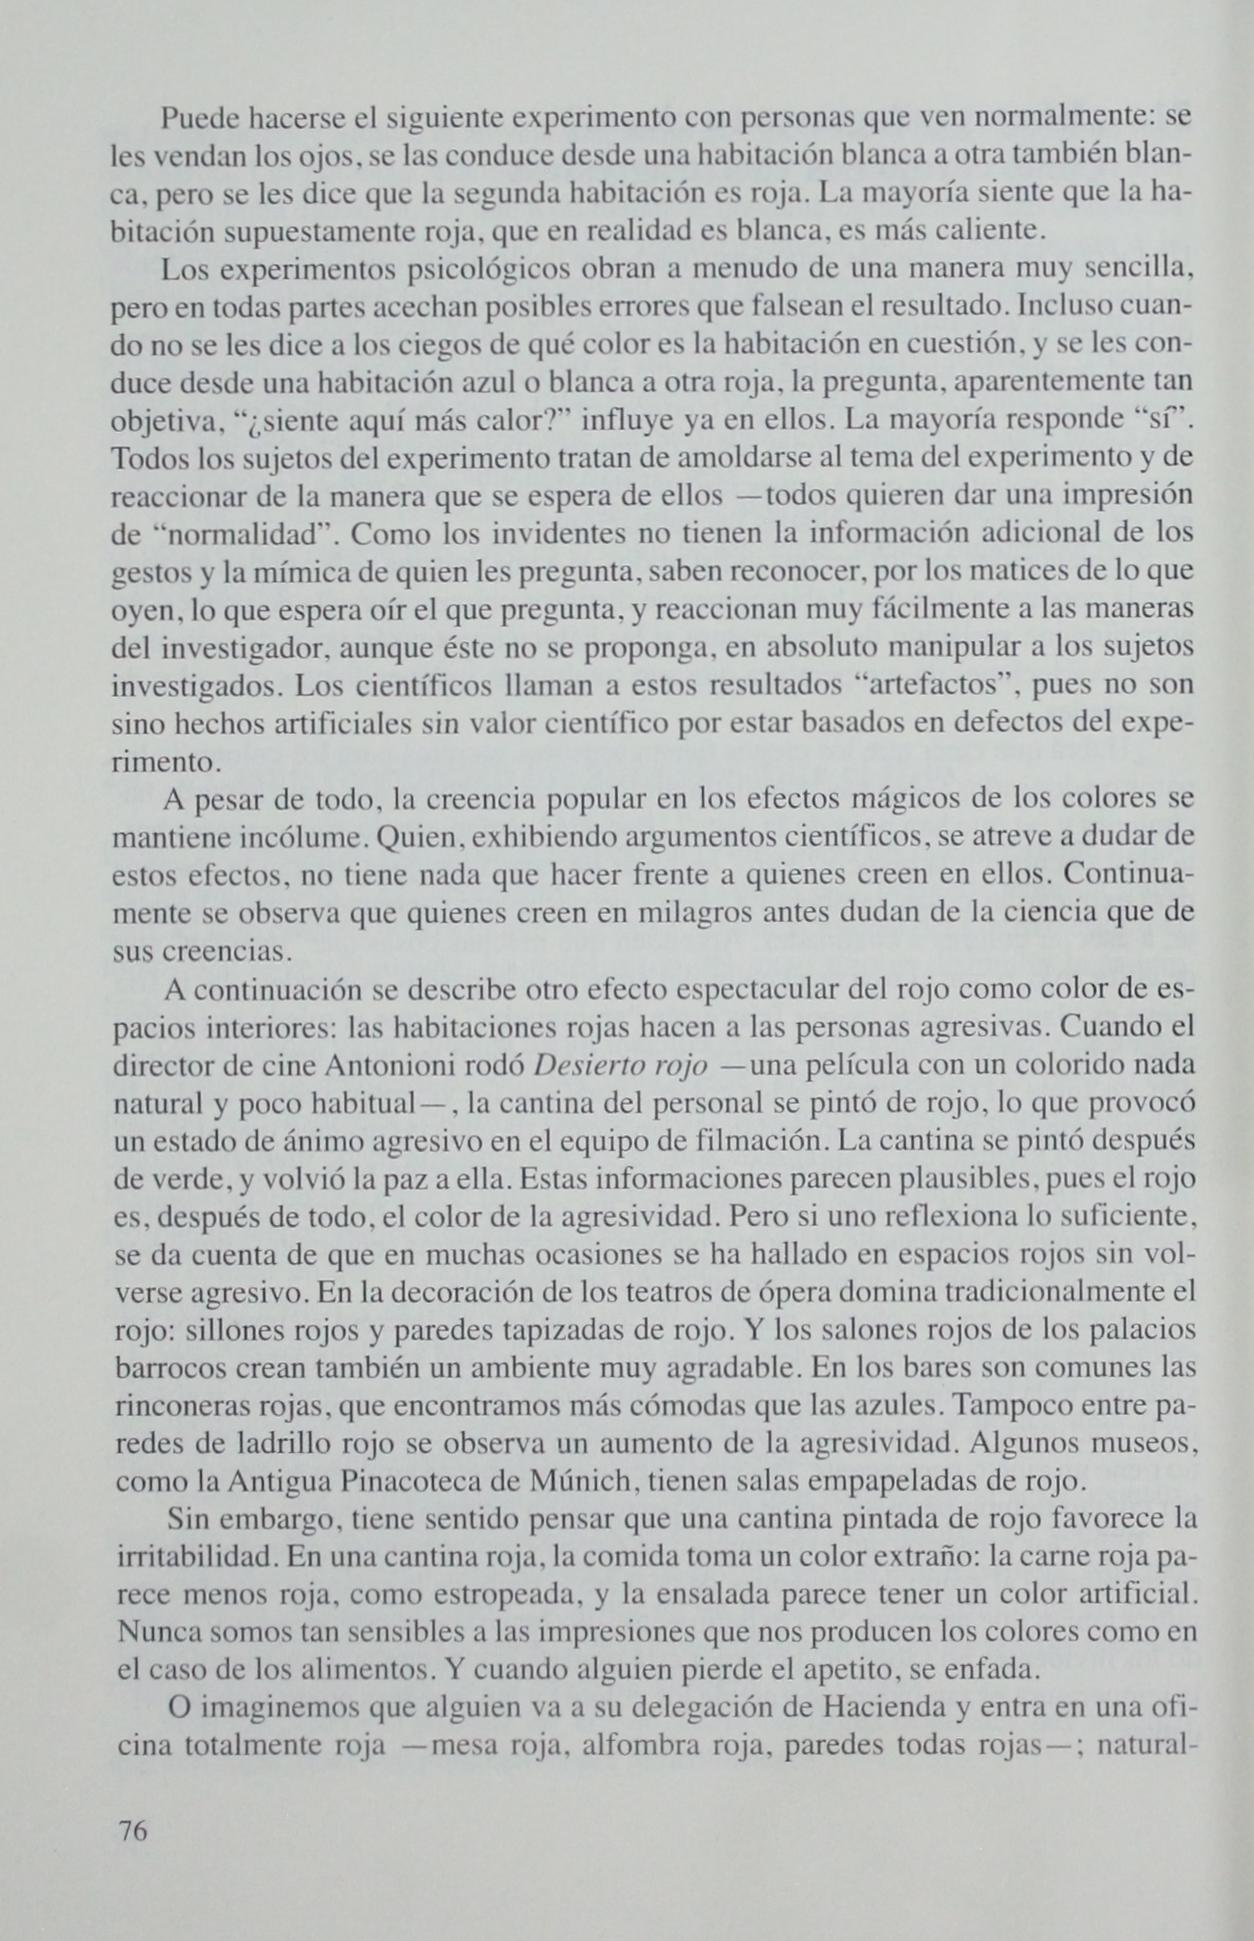 Puede hacerse el siguiente experimento con personas que ven normalmente: se
les vendan los ojos, se las conduce desde una habitación blanca a otra también blan-
ca, pero se les dice que la segunda habitación es roja. La mayoría siente que la ha-
bitación supuestamente roja, que en realidad es blanca, es más caliente.
Los experimentos psicológicos obran a menudo de una manera muy sencilla,
pero en todas partes acechan posibles errores que falsean el resultado. Incluso cuan-
do no se les dice a los ciegos de qué color es la habitación en cuestión, y se les con-
duce desde una habitación azul o blanca a otra roja, la pregunta, aparentemente tan
objetiva, “¿siente aquí más calor?” influye ya en ellos. La mayoría responde “sí”.
Todos los sujetos del experimento tratan de amoldarse al tema del experimento y de
reaccionar de la manera que se espera de ellos —todos quieren dar una impresión
de “normalidad”. Como los invidentes no tienen la información adicional de los
gestos y la mímica de quien les pregunta, saben reconocer, por los matices de lo que
oyen, lo que espera oír el que pregunta, y reaccionan muy fácilmente a las maneras
del investigador, aunque éste no se proponga, en absoluto manipular a los sujetos
investigados. Los científicos llaman a estos resultados “artefactos”, pues no son
sino hechos artificiales sin valor científico por estar basados en defectos del expe-
rimento.
A pesar de todo, la creencia popular en los efectos mágicos de los colores se
mantiene incólume. Quien, exhibiendo argumentos científicos, se atreve a dudar de
estos efectos, no tiene nada que hacer frente a quienes creen en ellos. Continua-
mente se observa que quienes creen en milagros antes dudan de la ciencia que de
sus creencias.
A continuación se describe otro efecto espectacular del rojo como color de es-
pacios interiores: las habitaciones rojas hacen a las personas agresivas. Cuando el
director de cine Antonioni rodó Desierto rojo —una película con un colorido nada
natural y poco habitual—, la cantina del personal se pintó de rojo, lo que provocó
un estado de ánimo agresivo en el equipo de filmación. La cantina se pintó después
de verde, y volvió la paz a ella. Estas informaciones parecen plausibles, pues el rojo
es, después de todo, el color de la agresividad. Pero si uno reflexiona lo suficiente,
se da cuenta de que en muchas ocasiones se ha hallado en espacios rojos sin vol-
verse agresivo. En la decoración de los teatros de ópera domina tradicionalmente el
rojo: sillones rojos y paredes tapizadas de rojo. Y los salones rojos de los palacios
barrocos crean también un ambiente muy agradable. En los bares son comunes las
rinconeras rojas, que encontramos más cómodas que las azules. Tampoco entre pa-
redes de ladrillo rojo se observa un aumento de la agresividad. Algunos museos,
como la Antigua Pinacoteca de Múnich, tienen salas empapeladas de rojo.
Sin embargo, tiene sentido pensar que una cantina pintada de rojo favorece la
irritabilidad. En una cantina roja, la comida toma un color extraño: la carne roja pa-
rece menos roja, como estropeada, y la ensalada parece tener un color artificial.
Nunca somos tan sensibles a las impresiones que nos producen los colores como en
el caso de los alimentos. Y cuando alguien pierde el apetito, se enfada.
O imaginemos que alguien va a su delegación de Hacienda y entra en una ofi-
cina totalmente roja —mesa roja, alfombra roja, paredes todas rojas—; natural-
76